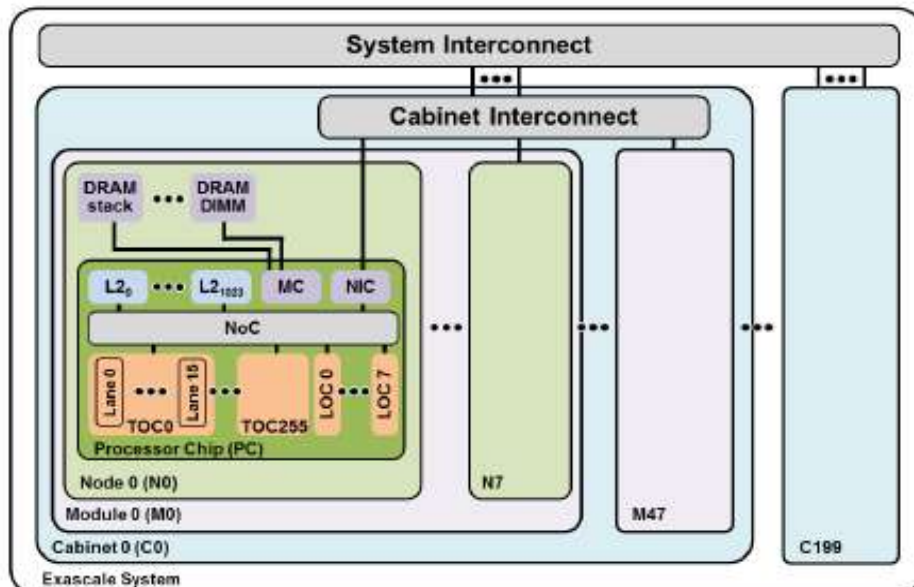 System Interconnect
Cabinet Interconnect
DRAM stack
DRAM DIMM
L2₀
L2₁₀₂₃
MC
NIC
NoC
Lane 0
Lane 15
TOC0
TOC255
LOC 0
LOC 7
Processor Chip (PC)
Node 0 (N0)
N7
Module 0 (M0)
M47
Cabinet 0 (C0)
C199
Exascale System